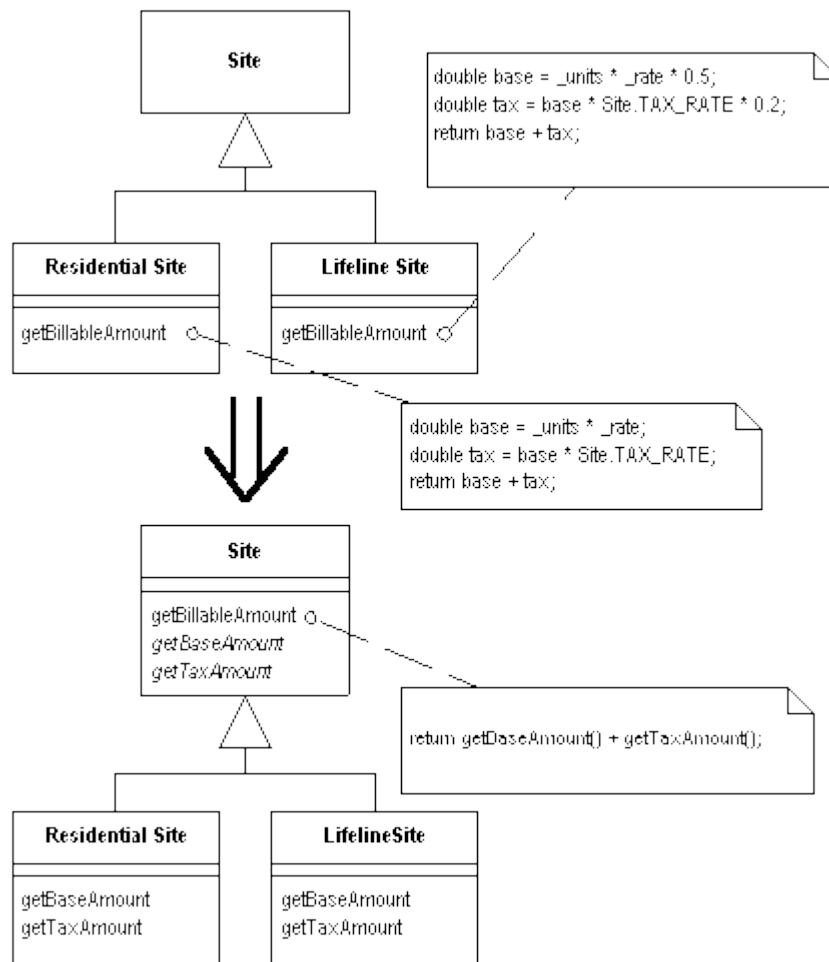 Site
double base = _units * _rate * 0.5;
double tax = base * Site.TAX_RATE * 0.2;
return base + tax;
Residential Site
Lifeline Site
getBillableAmount
getBillableAmount
double base = _units * _rate;
double tax = base * Site.TAX_RATE;
return base + tax;
Site
getBillableAmount
getBaseAmount
getTaxAmount
return getBaseAmount() + getTaxAmount();
Residential Site
LifelineSite
getBaseAmount
getBaseAmount
getTaxAmount
getTaxAmount